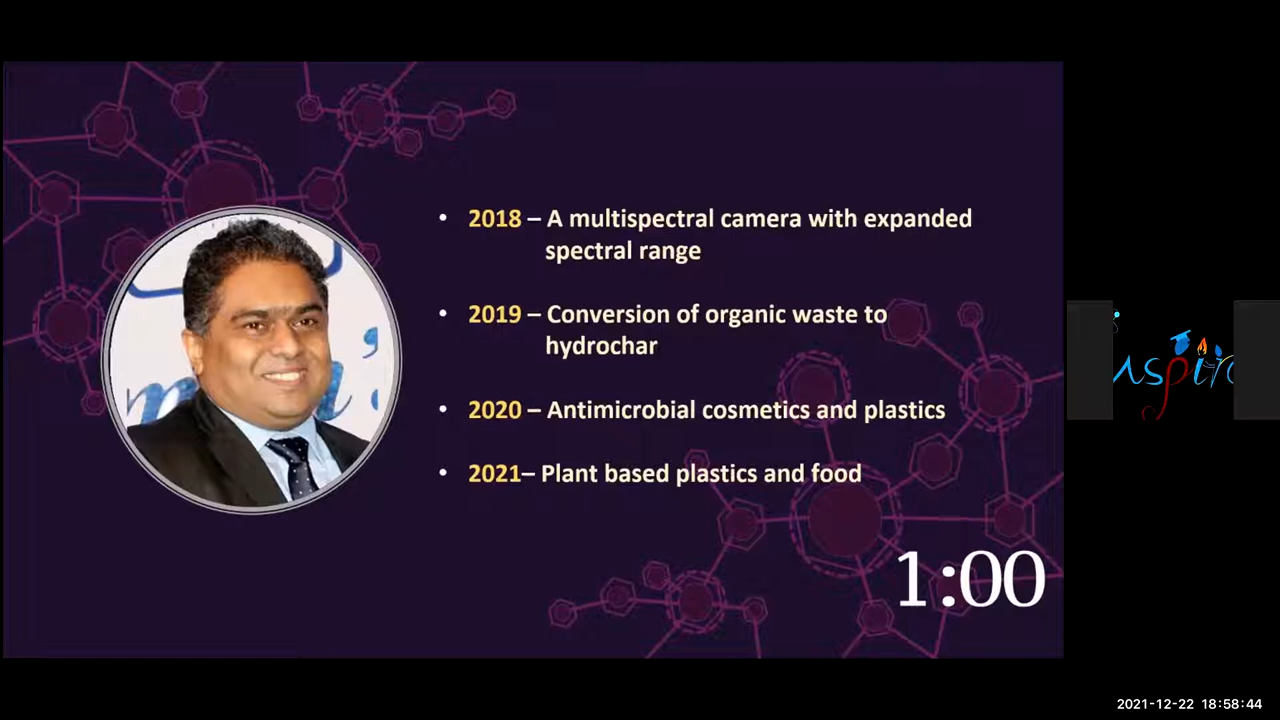 • 2018 – A multispectral camera with expanded
spectral range
• 2019 – Conversion of organic waste to
hydrochar
• 2020 – Antimicrobial cosmetics and plastics
• 2021– Plant based plastics and food
1:00
2021-12-22 18:58:44